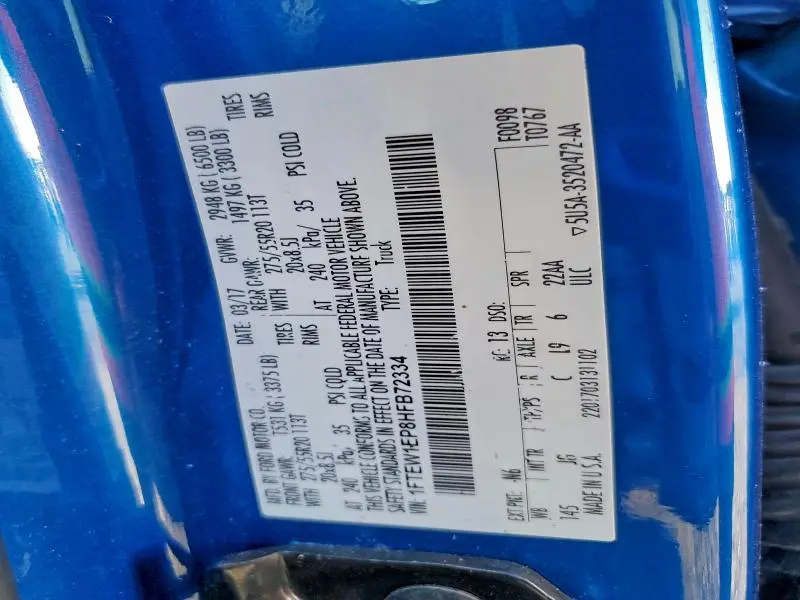 MFD. BY FORD MOTOR CO.
DATE: 03/17 GVWR: 2948 KG ( 6500 LB)
FRONT GAWR: 1531 KG ( 3375 LB) REAR GAWR: 1497 KG ( 3300 LB)
WITH 275/55R20 113T TIRES WITH 275/55R20 113T TIRES
20x8.5J RIMS 20x8.5J RIMS
AT 240 kPa/ 35 PSI COLD AT 240 kPa/ 35 PSI COLD
THIS VEHICLE CONFORMS TO ALL APPLICABLE FEDERAL MOTOR VEHICLE
SAFETY STANDARDS IN EFFECT ON THE DATE OF MANUFACTURE SHOWN ABOVE.
VIN: 1FTEW1EP8HFB72334 TYPE: Truck
F0098
T0767
EXT PNT: N6 RC: 13 DSO:
WB INT TR TP/PS R AXLE TR SPR
145 JG C L9 6 22AA
MADE IN U.S.A. 2201703131102 ULC
▽5U5A-3520472-AA